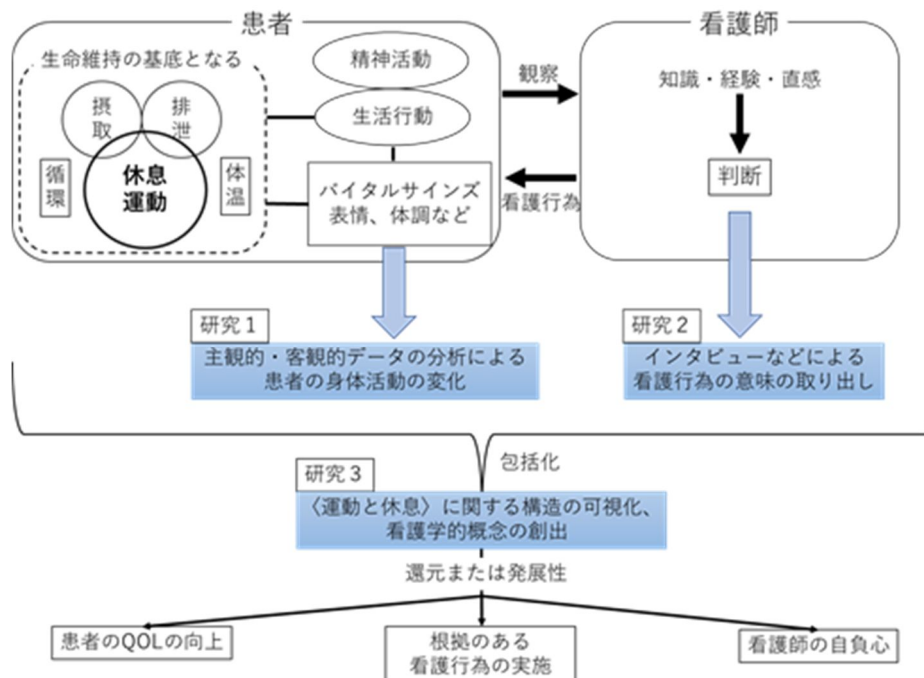 患者
生命維持の基底となる
摂取
排泄
休息
運動
循環
体温
精神活動
生活行動
バイタルサインズ
表情、体調など
観察
看護行為
看護師
知識・経験・直感
判断
研究1
主観的・客観的データの分析による
患者の身体活動の変化
研究2
インタビューなどによる
看護行為の意味の取り出し
包括化
研究3
〈運動と休息〉に関する構造の可視化、
看護学的概念の創出
還元または発展性
患者のQOLの向上
根拠のある
看護行為の実施
看護師の自負心